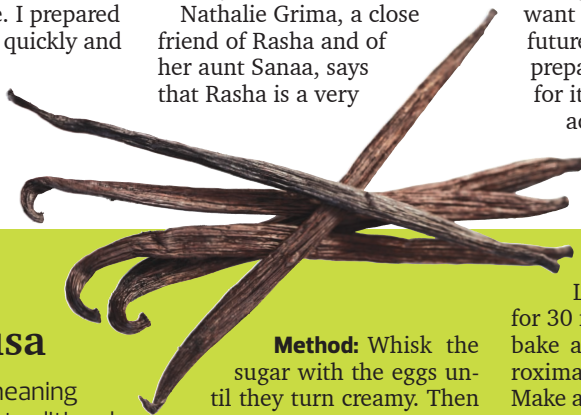 e. I prepared
quickly and
Nathalie Grima, a close
friend of Rasha and of
her aunt Sanaa, says
that Rasha is a very
want
future
prepa
for it
ac
usa
meaning
Method: Whisk the
sugar with the eggs un-
til they turn creamy. Then
L
for 30
bake a
roxima
Make a